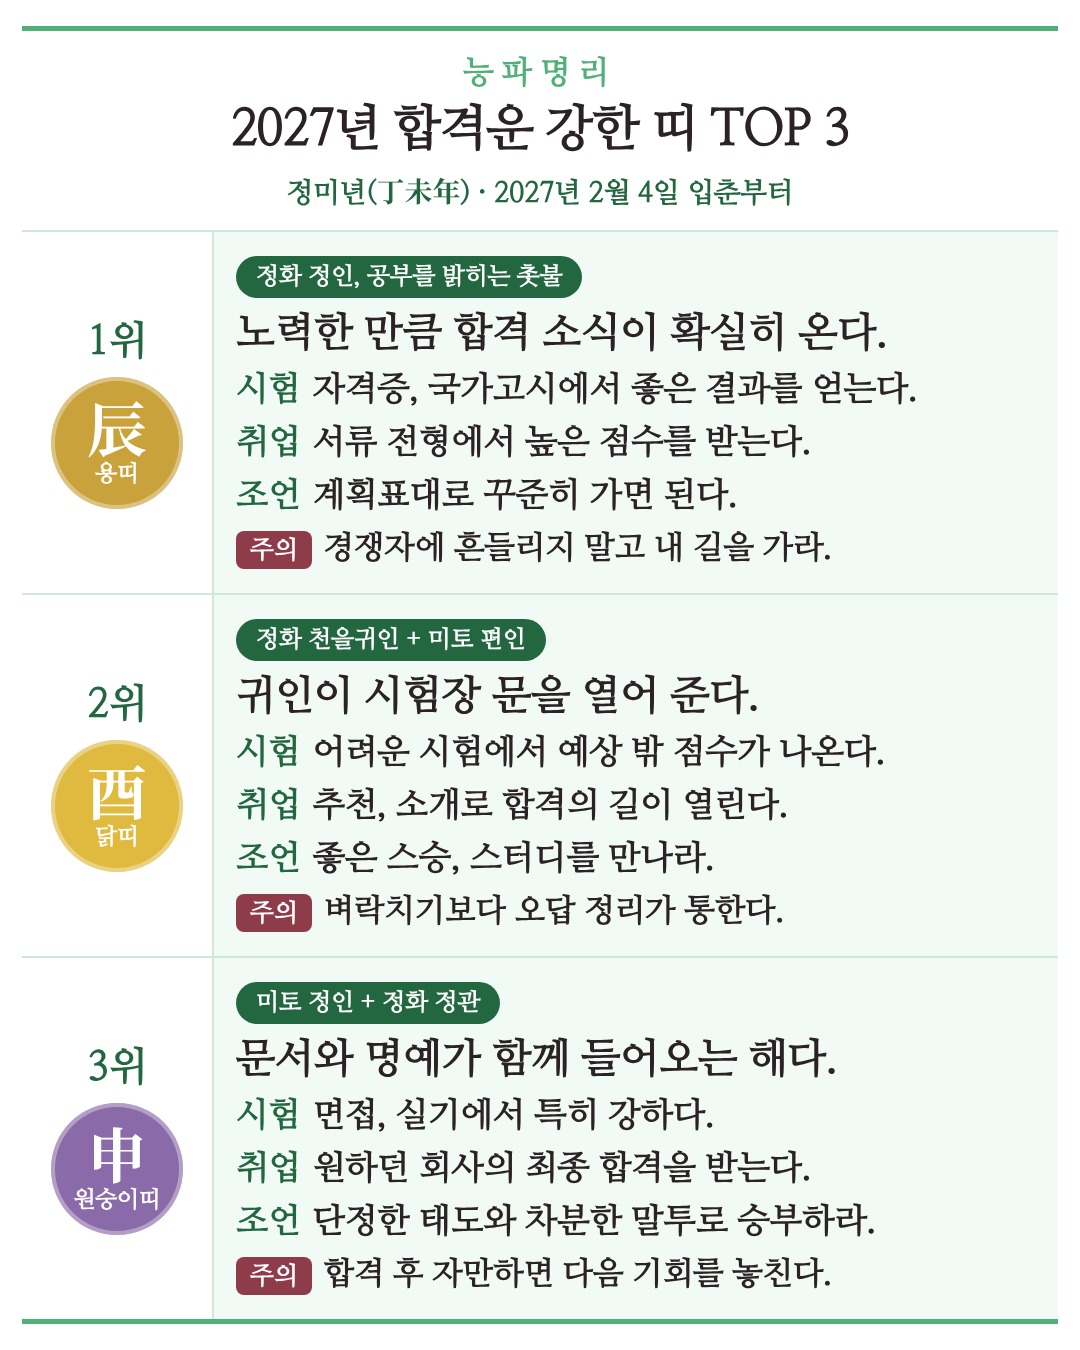 능파명리
2027년 합격운 강한 띠 TOP 3
정미년(丁未年) · 2027년 2월 4일 입춘부터
1위
辰
용띠
정화 정인, 공부를 밝히는 촛불
노력한 만큼 합격 소식이 확실히 온다.
시험 자격증, 국가고시에서 좋은 결과를 얻는다.
취업 서류 전형에서 높은 점수를 받는다.
조언 계획표대로 꾸준히 가면 된다.
주의 경쟁자에 흔들리지 말고 내 길을 가라.
2위
酉
닭띠
정화 천을귀인 + 미토 편인
귀인이 시험장 문을 열어 준다.
시험 어려운 시험에서 예상 밖 점수가 나온다.
취업 추천, 소개로 합격의 길이 열린다.
조언 좋은 스승, 스터디를 만나라.
주의 벼락치기보다 오답 정리가 통한다.
3위
申
원숭이띠
미토 정인 + 정화 정관
문서와 명예가 함께 들어오는 해다.
시험 면접, 실기에서 특히 강하다.
취업 원하던 회사의 최종 합격을 받는다.
조언 단정한 태도와 차분한 말투로 승부하라.
주의 합격 후 자만하면 다음 기회를 놓친다.